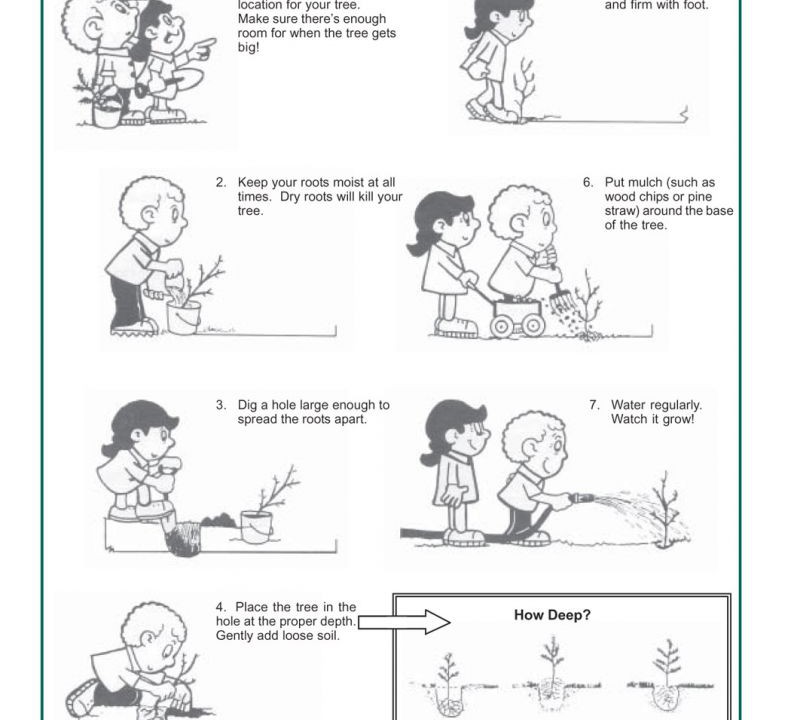 location for your tree.
Make sure there's enough
room for when the tree gets
big!
and firm with foot.
2. Keep your roots moist at all
times. Dry roots will kill your
tree.
6. Put mulch (such as
wood chips or pine
straw) around the base
of the tree.
3. Dig a hole large enough to
spread the roots apart.
7. Water regularly.
Watch it grow!
4. Place the tree in the
hole at the proper depth.
Gently add loose soil.
How Deep?